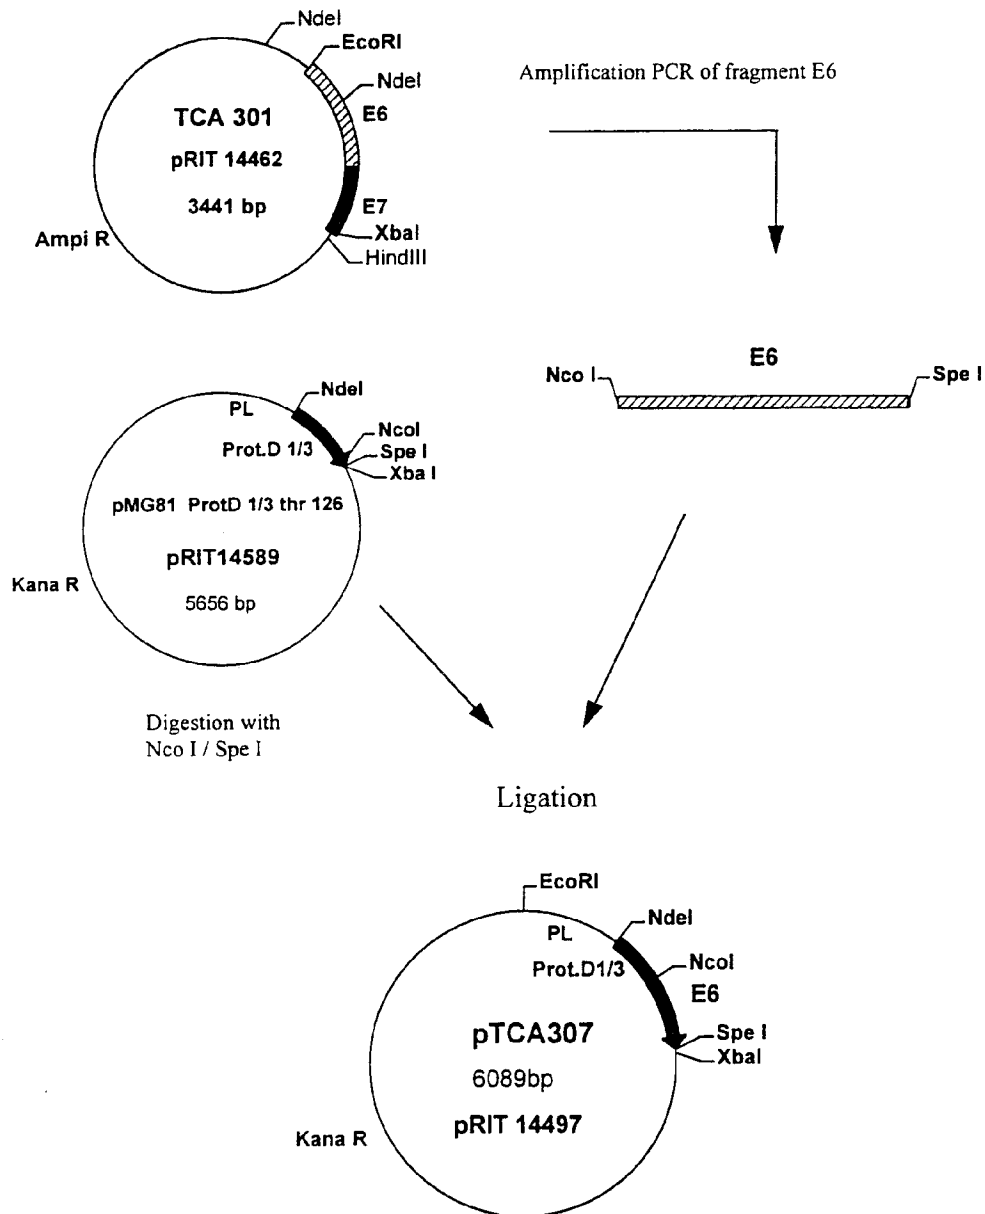 NdeI
EcoRI
NdeI
E6
TCA 301
pRIT 14462
3441 bp
E7
XbaI
HindIII
Ampi R
Amplification PCR of fragment E6
E6
Nco I
Spe I
NdeI
PL
NcoI
Prot.D 1/3
Spe I
Xba I
pMG81 ProtD 1/3 thr 126
pRIT14589
5656 bp
Kana R
Digestion with
Nco I / Spe I
Ligation
EcoRI
NdeI
PL
Prot.D1/3
NcoI
E6
Spe I
XbaI
pTCA307
6089bp
pRIT 14497
Kana R